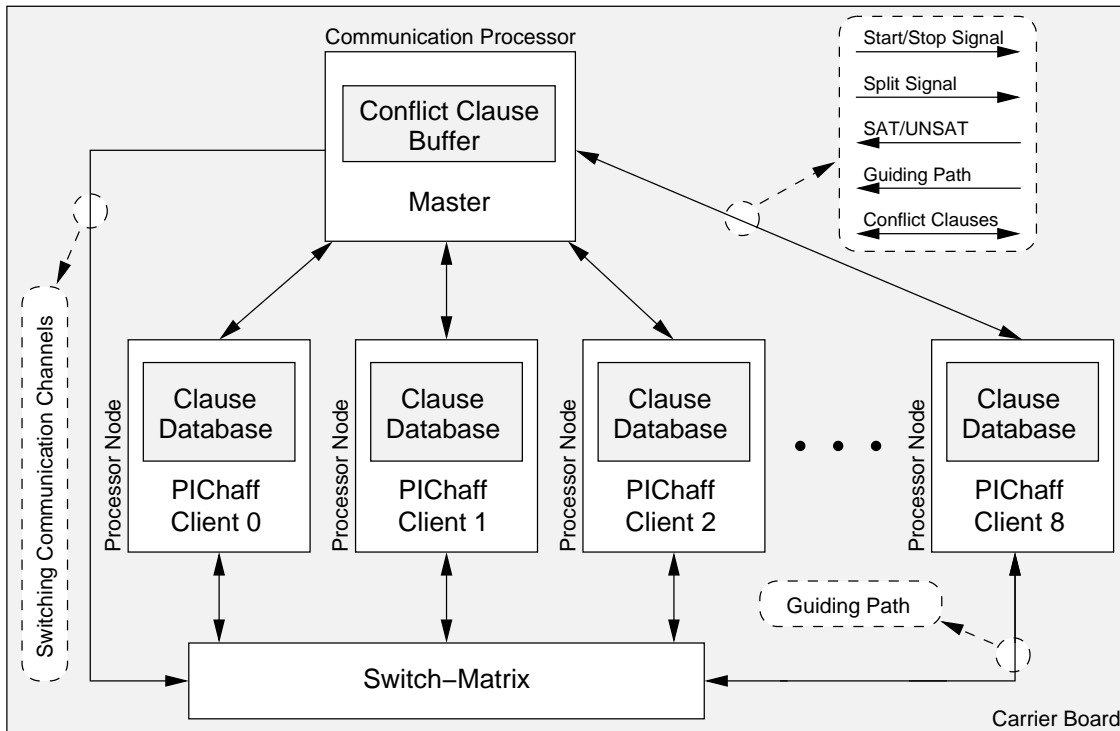 Communication Processor
Conflict Clause
Buffer
Master
Start/Stop Signal
Split Signal
SAT/UNSAT
Guiding Path
Conflict Clauses
Switching Communication Channels
Processor Node
Clause
Database
PIChaff
Client 0
Processor Node
Clause
Database
PIChaff
Client 1
Processor Node
Clause
Database
PIChaff
Client 2
Processor Node
Clause
Database
PIChaff
Client 8
Guiding Path
Switch−Matrix
Carrier Board